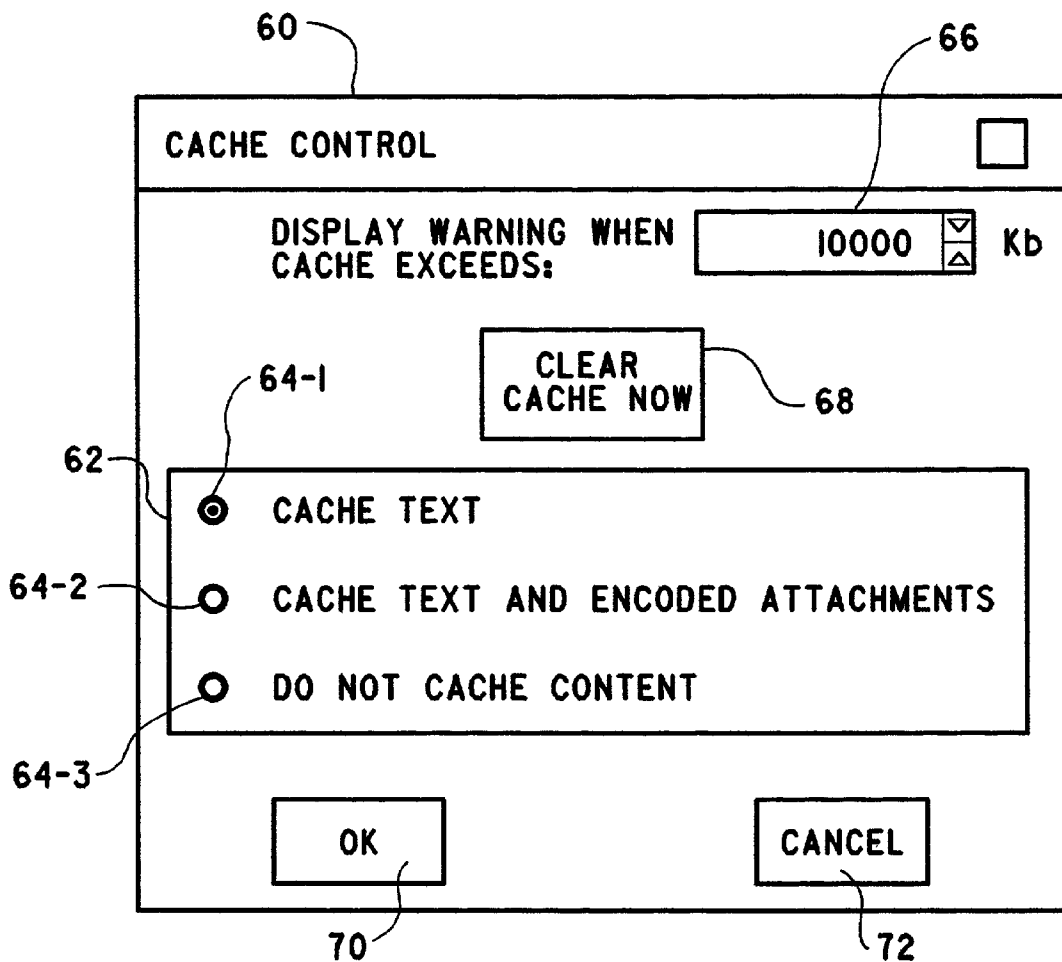 60
66
CACHE CONTROL
DISPLAY WARNING WHEN
CACHE EXCEEDS:
10000
Kb
CLEAR
CACHE NOW
64-1
68
62
CACHE TEXT
64-2
CACHE TEXT AND ENCODED ATTACHMENTS
DO NOT CACHE CONTENT
64-3
OK
CANCEL
70
72